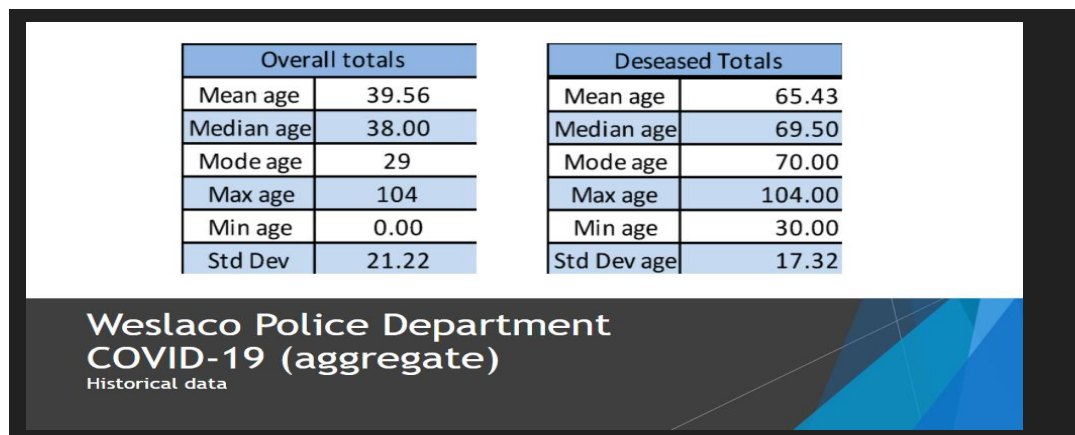 Overall totals
Mean age 39.56
Median age 38.00
Mode age 29
Max age 104
Min age 0.00
Std Dev 21.22
Deseased Totals
Mean age 65.43
Median age 69.50
Mode age 70.00
Max age 104.00
Min age 30.00
Std Dev age 17.32
Weslaco Police Department
COVID-19 (aggregate)
Historical data